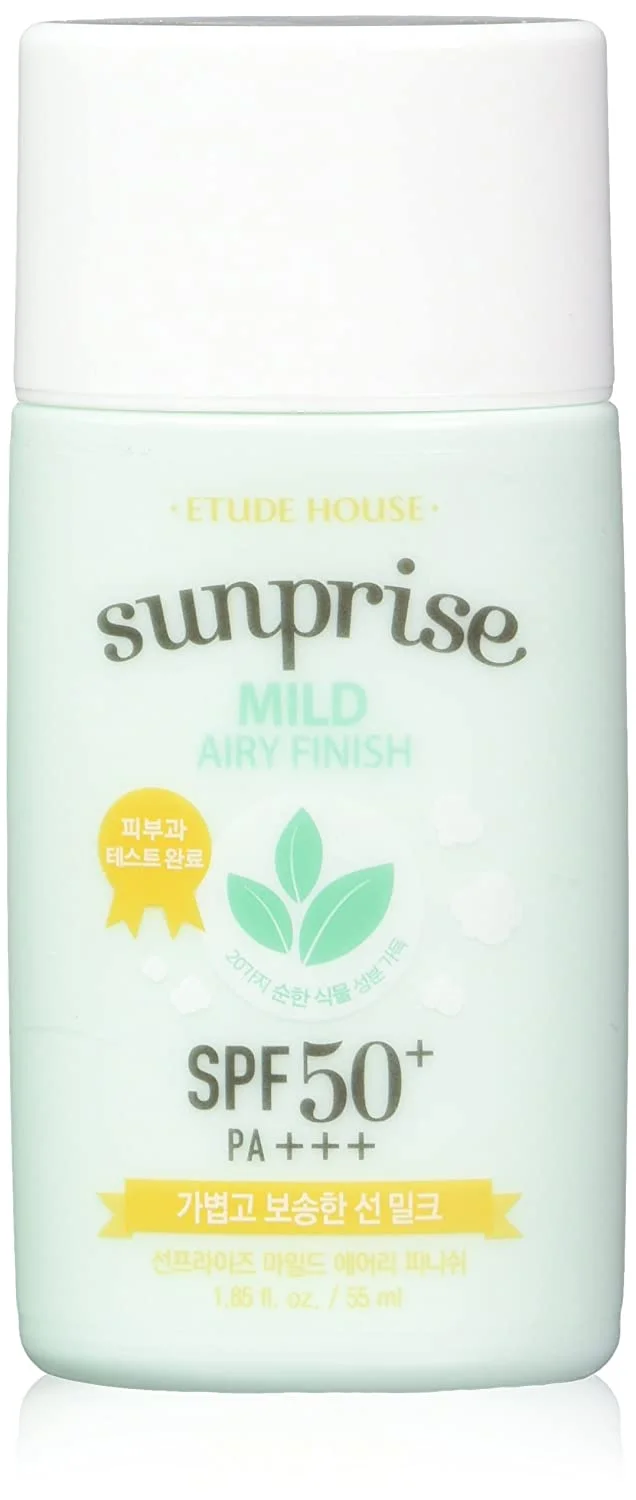 ·ETUDE HOUSE·
sunprise
MILD
AIRY FINISH
피부과
테스트 완료
20가지 순한 식물 성분 가득
SPF 50+
PA+++
가볍고 보송한 선 밀크
선프라이즈 마일드 에어리 피니쉬
1.85 fl. oz. / 55 ml